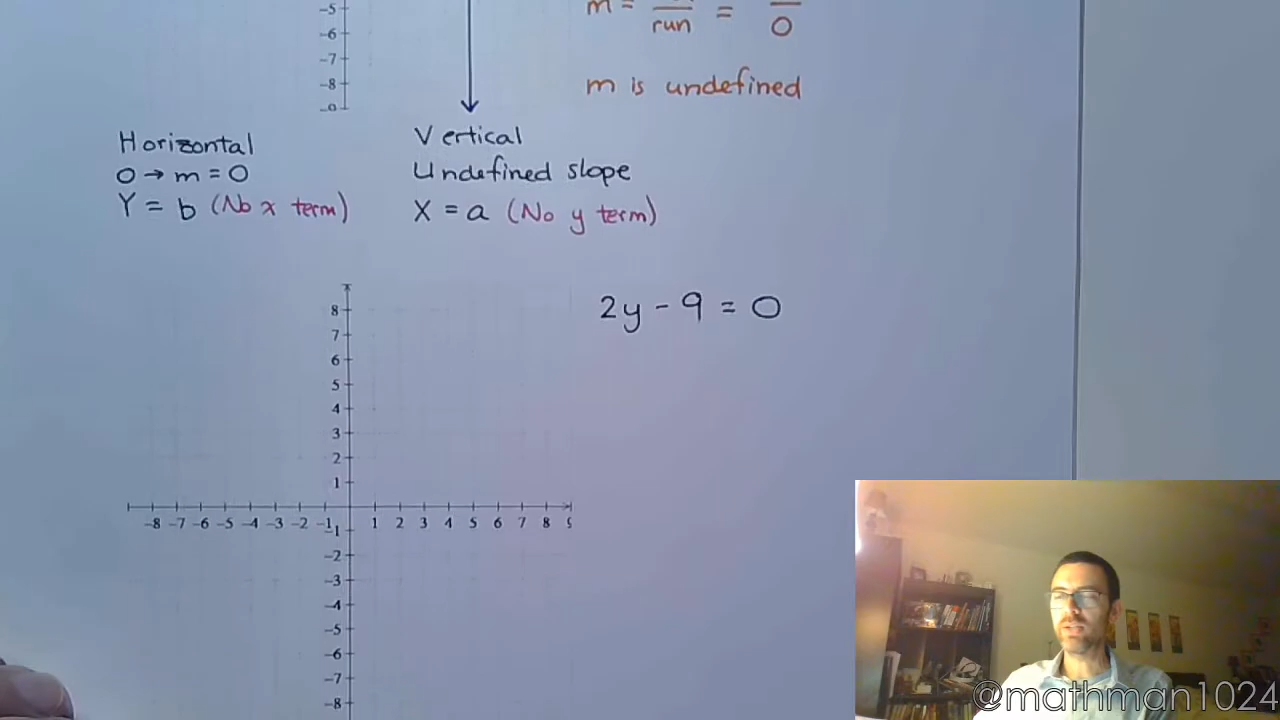 -5
-6
-7
-8
m = run = 0
m is undefined
Horizontal
0 → m = 0
Y = b (No x term)
Vertical
Undefined slope
X = a (No y term)
2y - 9 = 0
8
7
6
5
4
3
2
1
-8 -7 -6 -5 -4 -3 -2 -1 1 2 3 4 5 6 7 8
-1
-2
-3
-4
-5
-6
-7
-8
@mathman1024